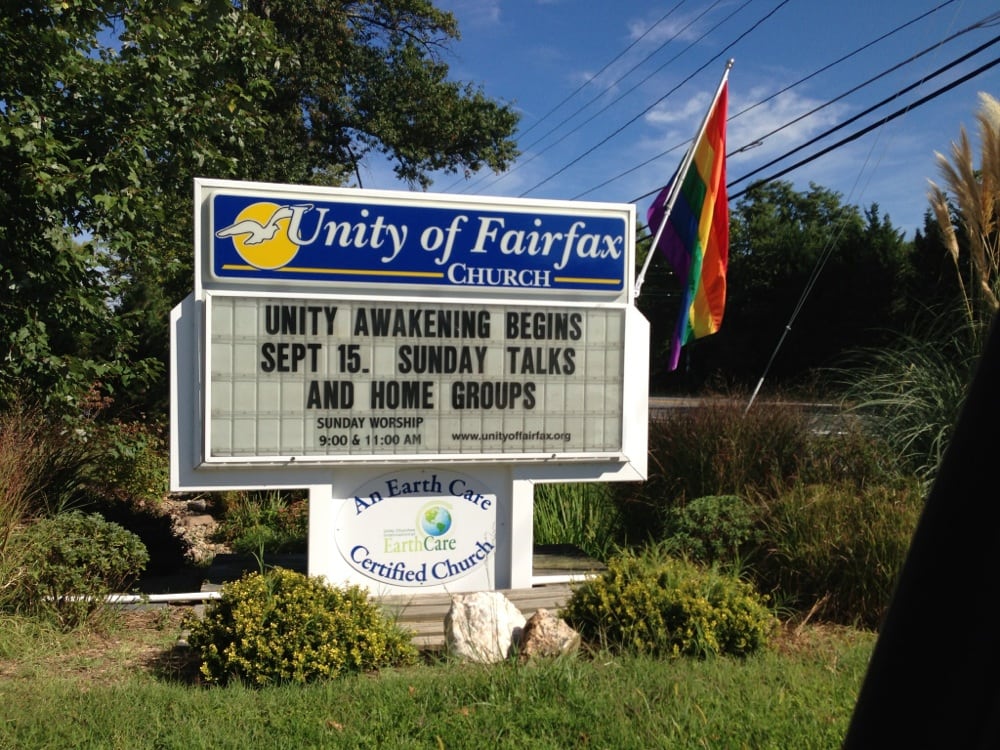 Unity of Fairfax
CHURCH
UNITY AWAKENING BEGINS
SEPT 15. SUNDAY TALKS
AND HOME GROUPS
SUNDAY WORSHIP
9:00 & 11:00 AM
www.unityoffairfax.org
An Earth Care
EarthCare
Certified Church